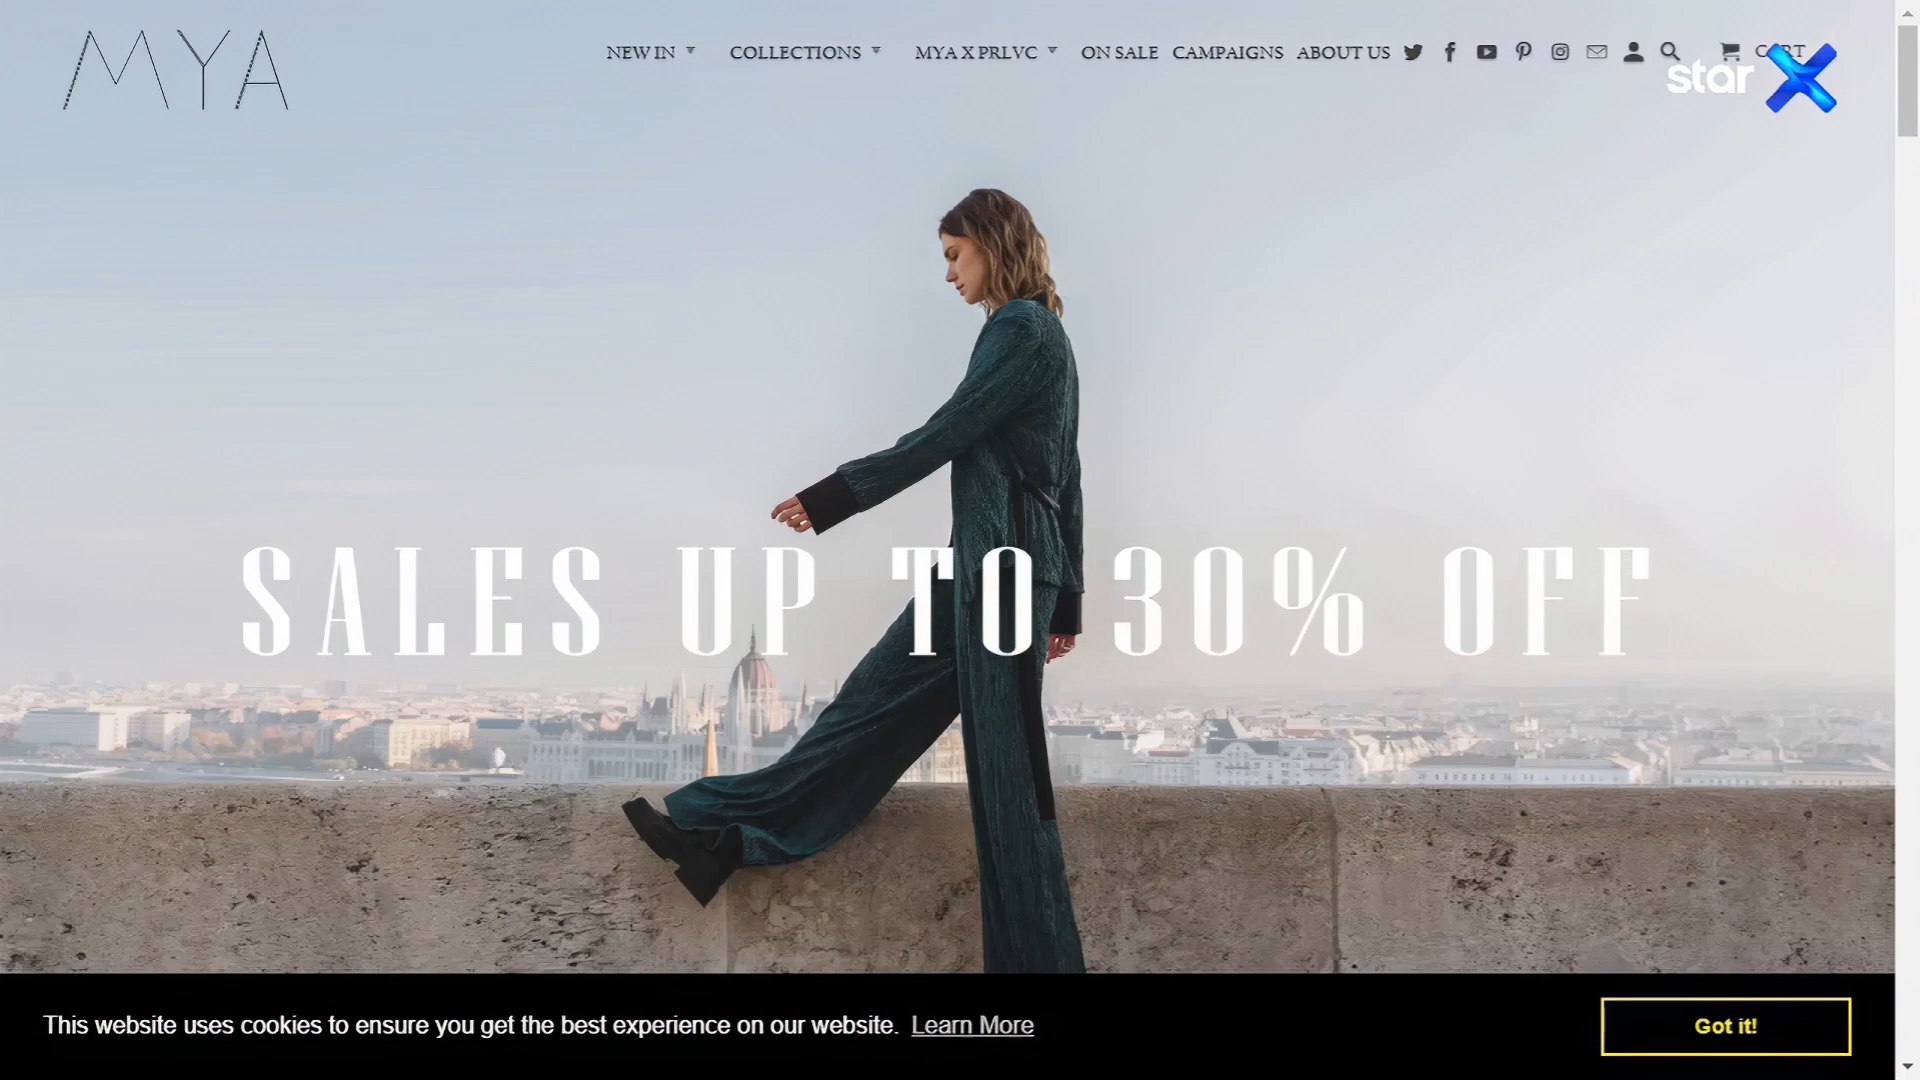 MYA
NEW IN COLLECTIONS MYA X PRLVC ON SALE CAMPAIGNS ABOUT US
star X
SALES UP TO 30% OFF
This website uses cookies to ensure you get the best experience on our website. Learn More
Got it!